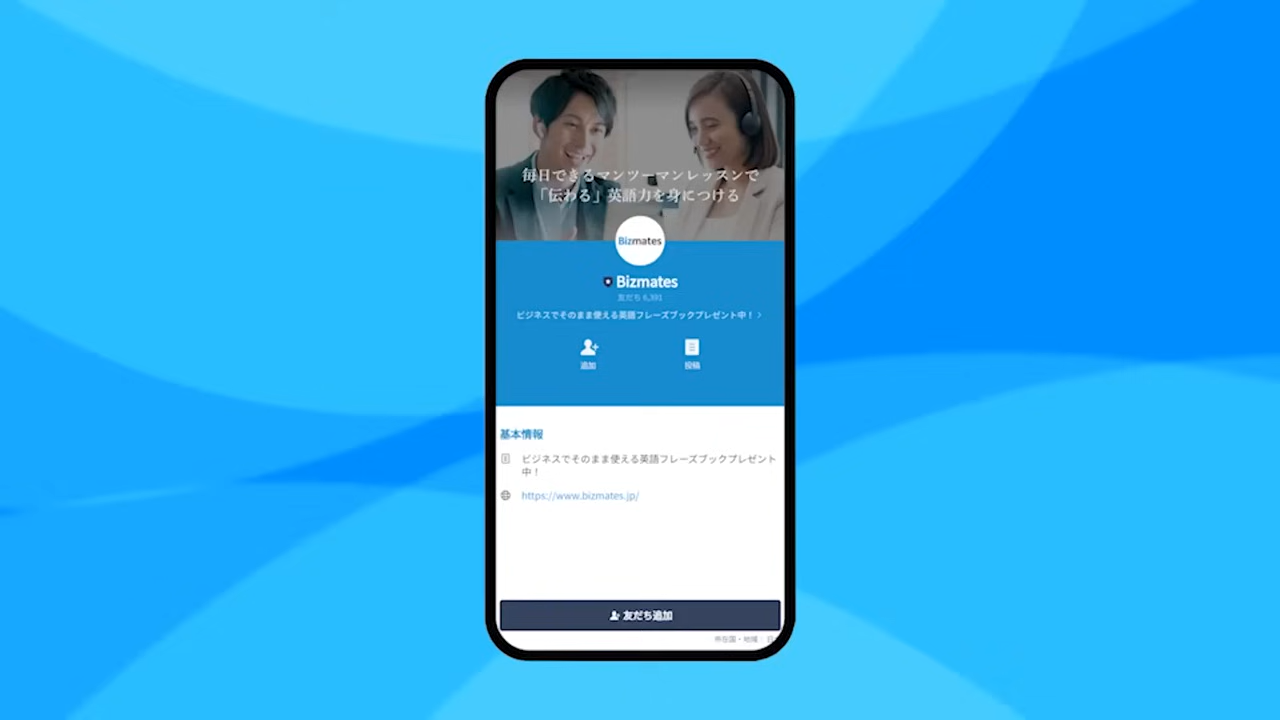 毎日できるマンツーマンレッスンで
「伝わる」英語力を身につける
Bizmates
Bizmates
友だち 6,391
ビジネスでそのまま使える英語フレーズブックプレゼント中！
追加
投稿
基本情報
ビジネスでそのまま使える英語フレーズブックプレゼント
中！
https://www.bizmates.jp/
友だち追加
所在国・地域：